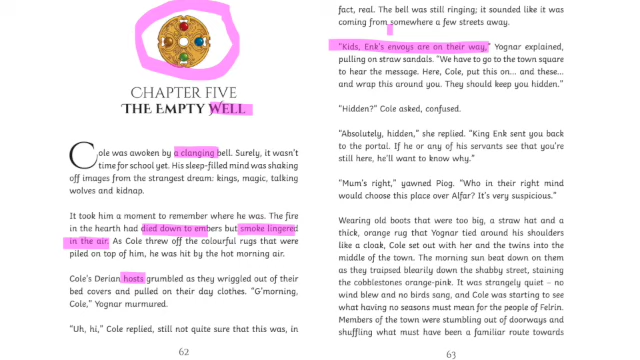 CHAPTER FIVE
THE EMPTY WELL
Cole was awoken by a clanging bell. Surely, it wasn't
time for school yet. His sleep-filled mind was shaking
off images from the strangest dream: kings, magic, talking
wolves and kidnap.
It took him a moment to remember where he was. The fire
in the hearth had died down to embers but smoke lingered
in the air. As Cole threw off the colourful rugs that were
piled on top of him, he was hit by the hot morning air.
Cole's Derian hosts grumbled as they wriggled out of their
bed covers and pulled on their day clothes. "G'morning,
Cole," Yognar murmured.
"Uh, hi," Cole replied, still not quite sure that this was, in
62
fact, real. The bell was still ringing; it sounded like it was
coming from somewhere a few streets away.
"Kids, Enk's envoys are on their way," Yognar explained,
pulling on straw sandals. "We have to go to the town square
to hear the message. Here, Cole, put this on... and these...
and wrap this around you. They should keep you hidden."
"Hidden?" Cole asked, confused.
"Absolutely, hidden," she replied. "King Enk sent you back
to the portal. If he or any of his servants see that you're
still here, he'll want to know why."
"Mum's right," yawned Piog. "Who in their right mind
would choose this place over Alfar? It's very suspicious."
Wearing old boots that were too big, a straw hat and a
thick, orange rug that Yognar tied around his shoulders
like a cloak, Cole set out with her and the twins into the
middle of the town. The morning sun beat down on them
as they traipsed blearily down the shabby street, staining
the cobblestones orange-pink. It was strangely quiet – no
wind blew and no birds sang, and Cole was starting to see
what having no seasons must mean for the people of Felrin.
Members of the town were stumbling out of doorways and
shuffling what must have been a familiar route towards
63